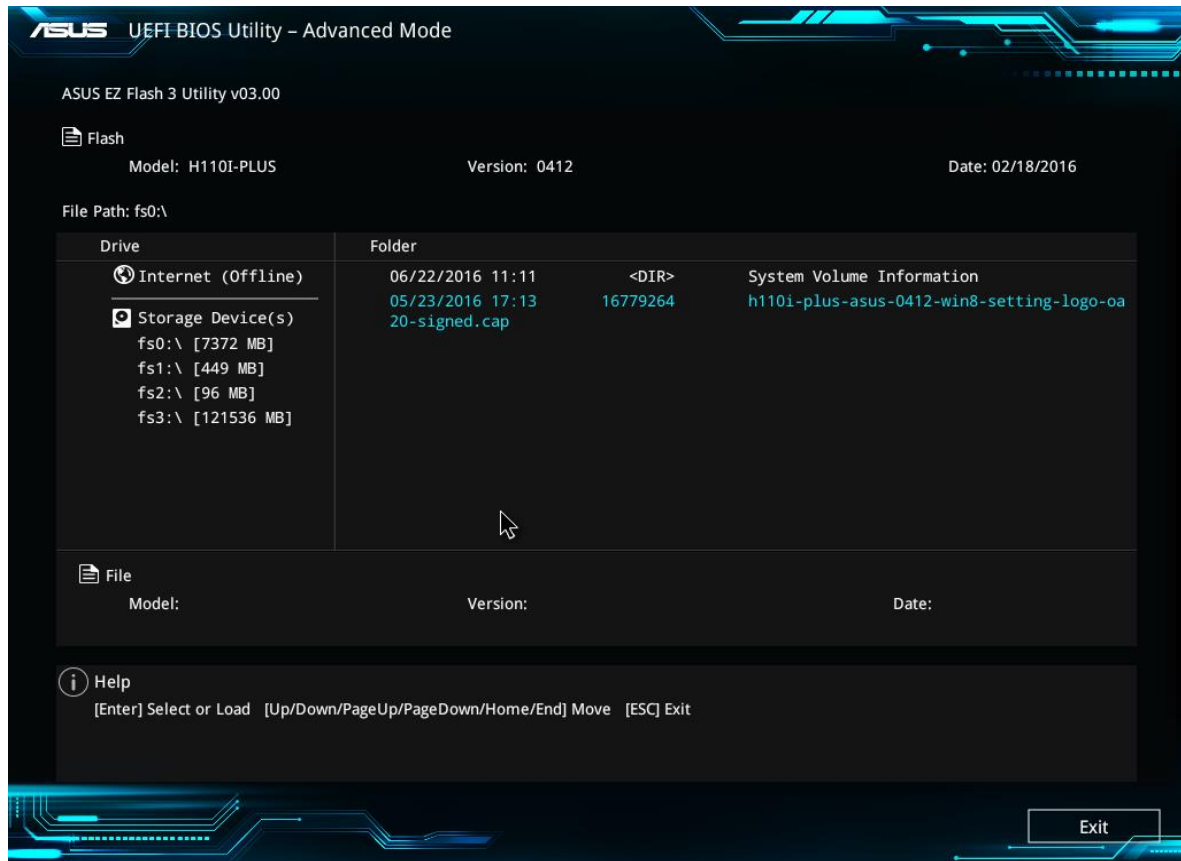 ASUS UEFI BIOS Utility – Advanced Mode
ASUS EZ Flash 3 Utility v03.00
Flash
Model: H110I-PLUS Version: 0412 Date: 02/18/2016
File Path: fs0:\
Drive Folder
Internet (Offline) 06/22/2016 11:11 <DIR> System Volume Information
05/23/2016 17:13 16779264 h110i-plus-asus-0412-win8-setting-logo-oa
20-signed.cap
Storage Device(s)
fs0:\ [7372 MB]
fs1:\ [449 MB]
fs2:\ [96 MB]
fs3:\ [121536 MB]
File
Model: Version: Date:
Help
[Enter] Select or Load [Up/Down/PageUp/PageDown/Home/End] Move [ESC] Exit
Exit